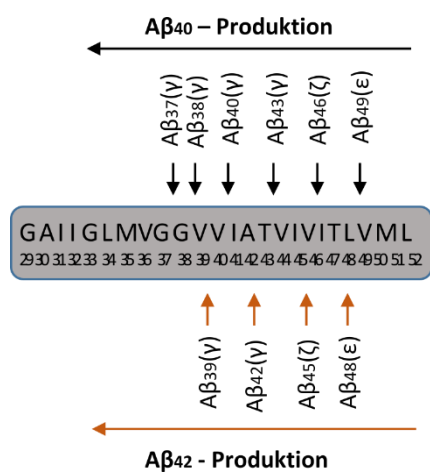 Aβ40 – Produktion
Aβ37(γ)
Aβ38(γ)
Aβ40(γ)
Aβ43(γ)
Aβ46(ζ)
Aβ49(ε)
G A I I G L M V G G V V I A T V I V I T L V M L
29 30 31 32 33 34 35 36 37 38 39 40 41 42 43 44 45 46 47 48 49 50 51 52
Aβ39(γ)
Aβ42(γ)
Aβ45(ζ)
Aβ48(ε)
Aβ42 - Produktion